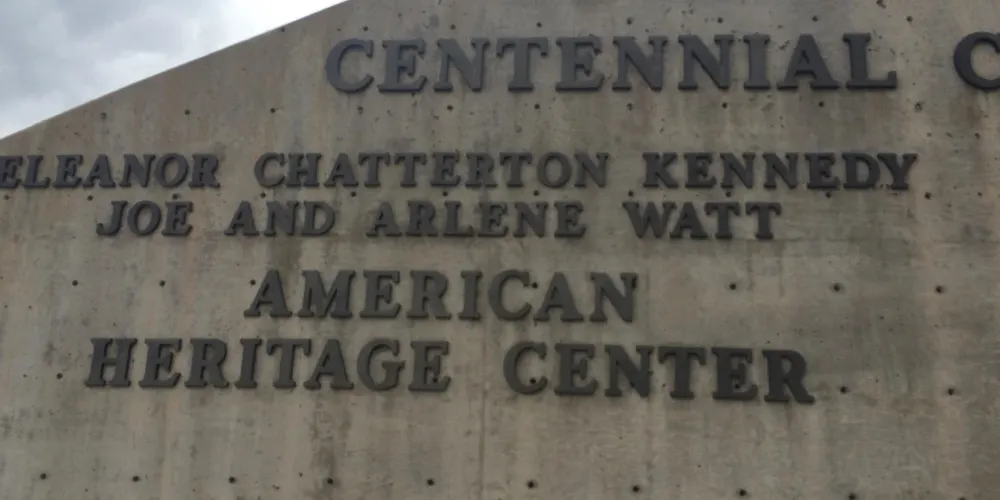 CENTENNIAL C
ELEANOR CHATTERTON KENNEDY
JOE AND ARLENE WATT
AMERICAN
HERITAGE CENTER